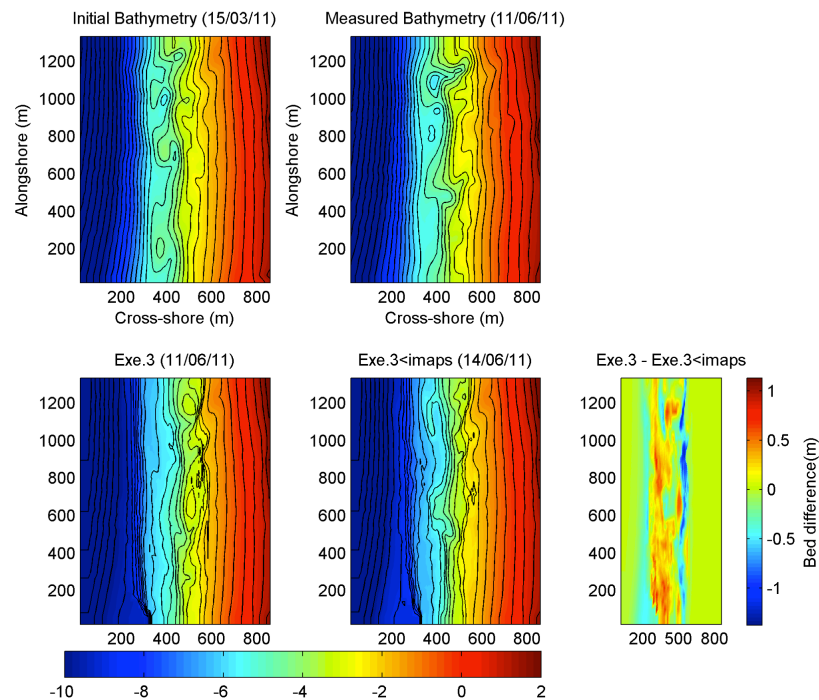 Initial Bathymetry (15/03/11)
Measured Bathymetry (11/06/11)
1200
1000
800
600
400
200
Alongshore (m)
200 400 600 800
Cross-shore (m)
1200
1000
800
600
400
200
Alongshore (m)
200 400 600 800
Cross-shore (m)
Exe.3 (11/06/11)
Exe.3<imaps (14/06/11)
Exe.3 - Exe.3<imaps
1200
1000
800
600
400
200
200 400 600 800
1200
1000
800
600
400
200
200 400 600 800
1200
1000
800
600
400
200
200 500 800
1
0.5
0
-0.5
-1
Bed difference(m)
-10 -8 -6 -4 -2 0 2